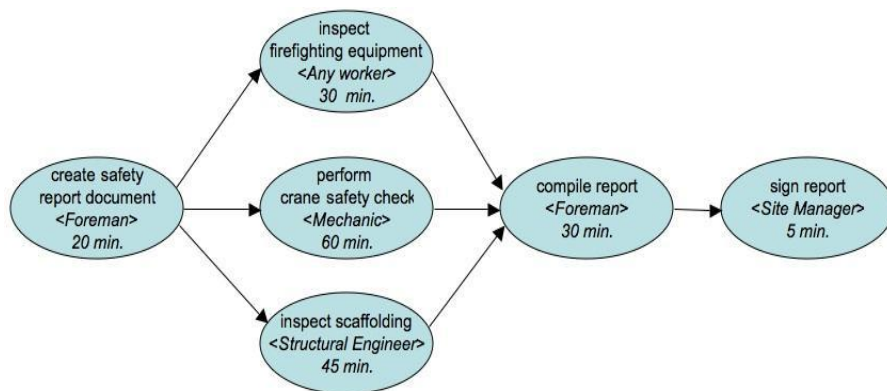 inspect
firefighting equipment
<Any worker>
30 min.
create safety
report document
<Foreman>
20 min.
perform
crane safety check
<Mechanic>
60 min.
compile report
<Foreman>
30 min.
sign report
<Site Manager>
5 min.
inspect scaffolding
<Structural Engineer>
45 min.